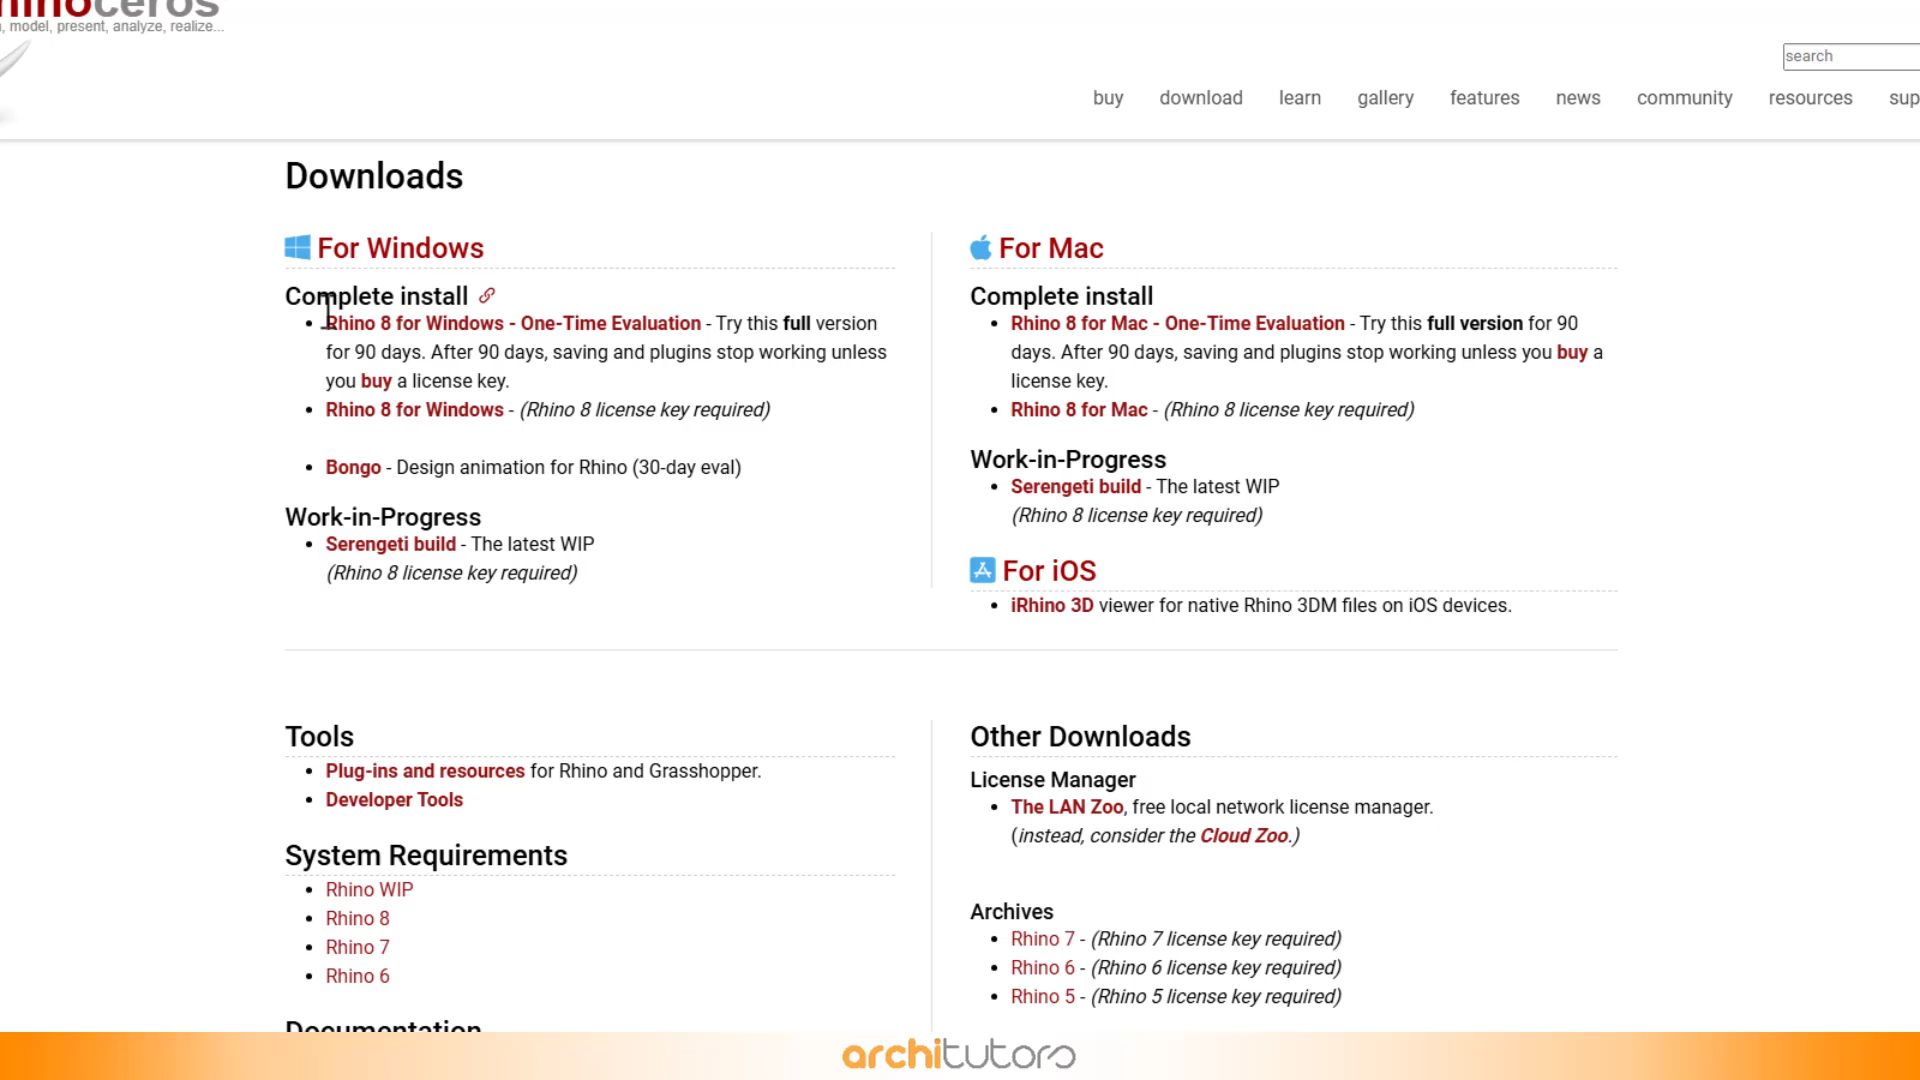 inoceros
, model, present, analyze, realize...
search
buy download learn gallery features news community resources sup
Downloads
For Windows
Complete install
Rhino 8 for Windows - One-Time Evaluation - Try this full version
for 90 days. After 90 days, saving and plugins stop working unless
you buy a license key.
Rhino 8 for Windows - (Rhino 8 license key required)
Bongo - Design animation for Rhino (30-day eval)
Work-in-Progress
Serengeti build - The latest WIP
(Rhino 8 license key required)
For Mac
Complete install
Rhino 8 for Mac - One-Time Evaluation - Try this full version for 90
days. After 90 days, saving and plugins stop working unless you buy a
license key.
Rhino 8 for Mac - (Rhino 8 license key required)
Work-in-Progress
Serengeti build - The latest WIP
(Rhino 8 license key required)
For iOS
iRhino 3D viewer for native Rhino 3DM files on iOS devices.
Tools
Plug-ins and resources for Rhino and Grasshopper.
Developer Tools
System Requirements
Rhino WIP
Rhino 8
Rhino 7
Rhino 6
Documentation
Other Downloads
License Manager
The LAN Zoo, free local network license manager.
(instead, consider the Cloud Zoo.)
Archives
Rhino 7 - (Rhino 7 license key required)
Rhino 6 - (Rhino 6 license key required)
Rhino 5 - (Rhino 5 license key required)
architutors